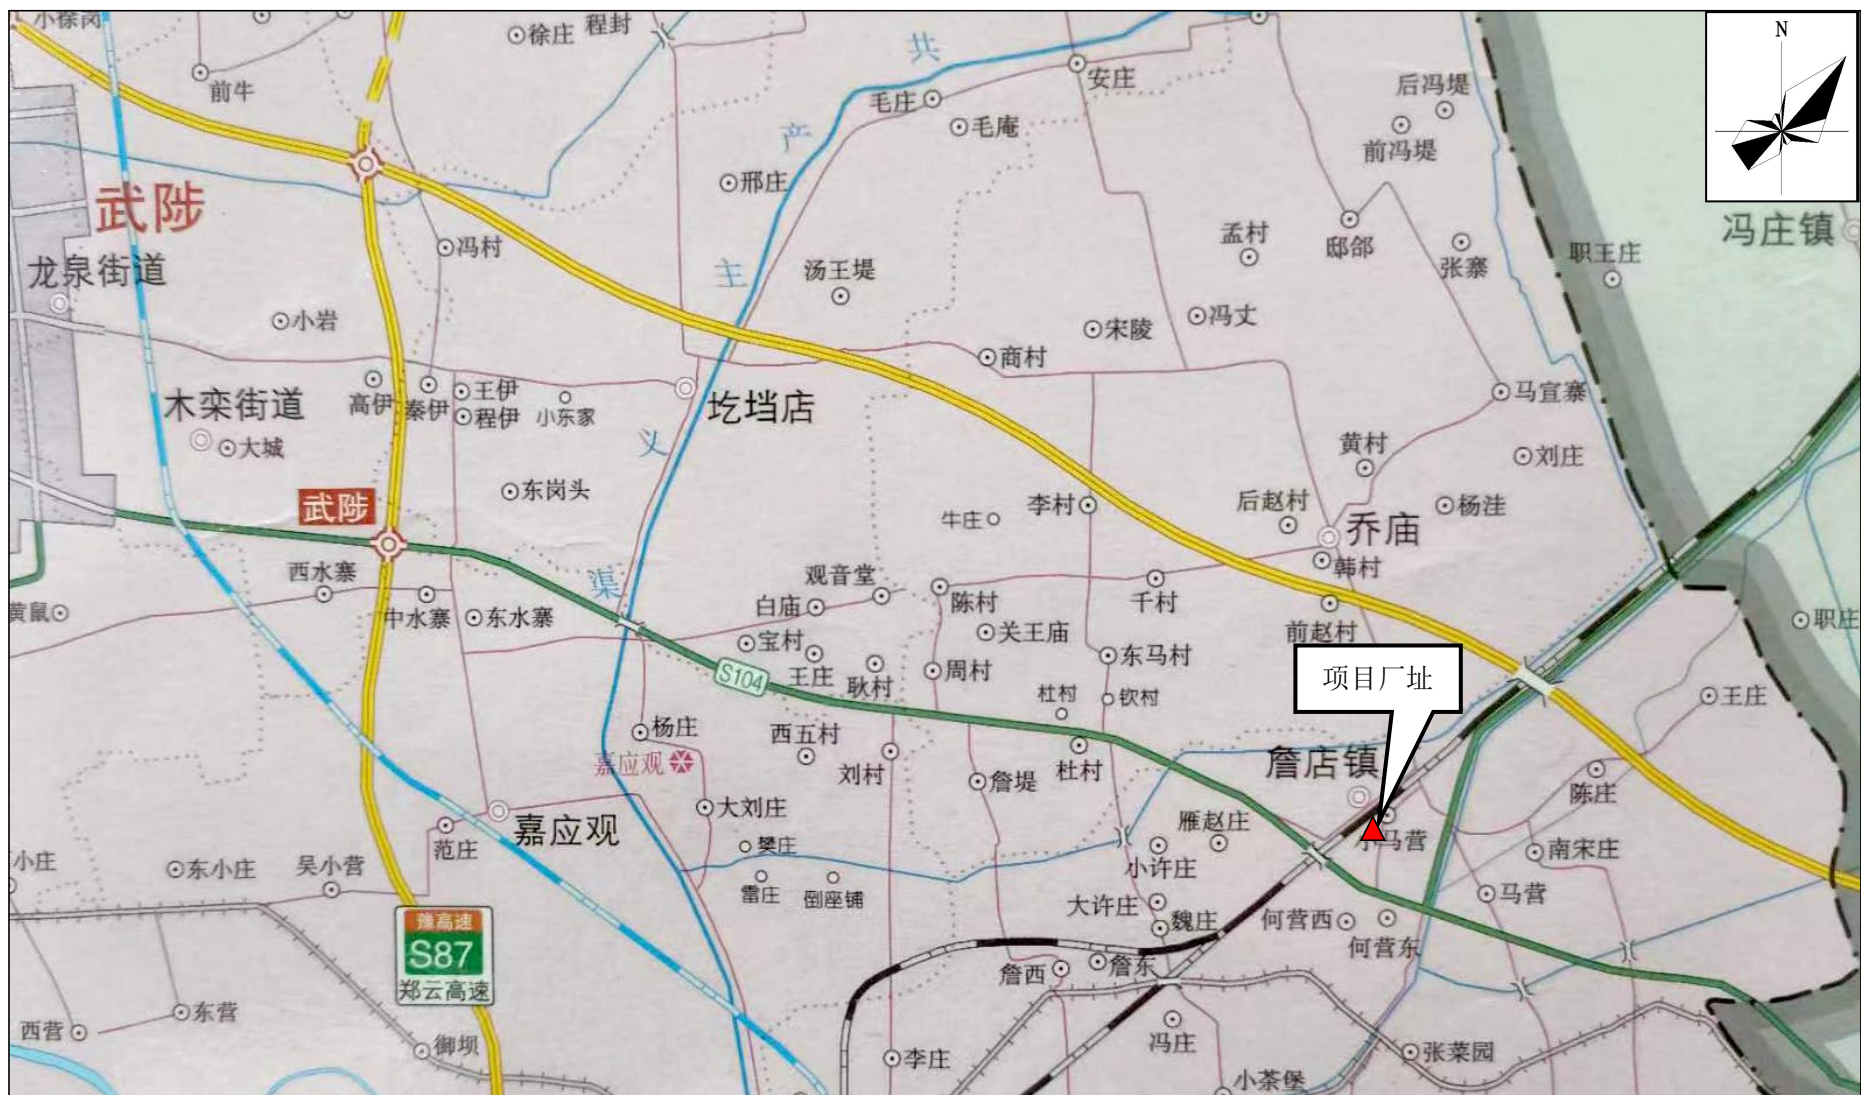 小徐岗
徐庄
程封
N
共
前牛
毛庄
安庄
后冯堤
毛庵
产
前冯堤
邢庄
武陟
冯庄镇
冯村
孟村
邸郃
张寨
职王庄
龙泉街道
主
汤王堤
小岩
宋陵
冯丈
商村
马宣寨
木栾街道
高伊
秦伊
王伊
程伊
小东家
圪垱店
大城
义
黄村
刘庄
东岗头
武陟
牛庄
李村
后赵村
杨洼
乔庙
韩村
西水寨
渠
观音堂
黄鼠
中水寨
东水寨
白庙
陈村
千村
前赵村
职庄
宝村
关王庙
王庄
耿村
周村
东马村
S104
项目厂址
杜村
钦村
王庄
杨庄
西五村
嘉应观
刘村
詹堤
杜村
詹店镇
陈庄
大刘庄
嘉应观
范庄
樊庄
雁赵庄
小马营
南宋庄
小庄
东小庄
吴小营
小许庄
雷庄
倒座铺
马营
豫高速
S87
郑云高速
大许庄
魏庄
何营西
何营东
詹西
詹东
西营
东营
御坝
李庄
冯庄
张菜园
小茶堡